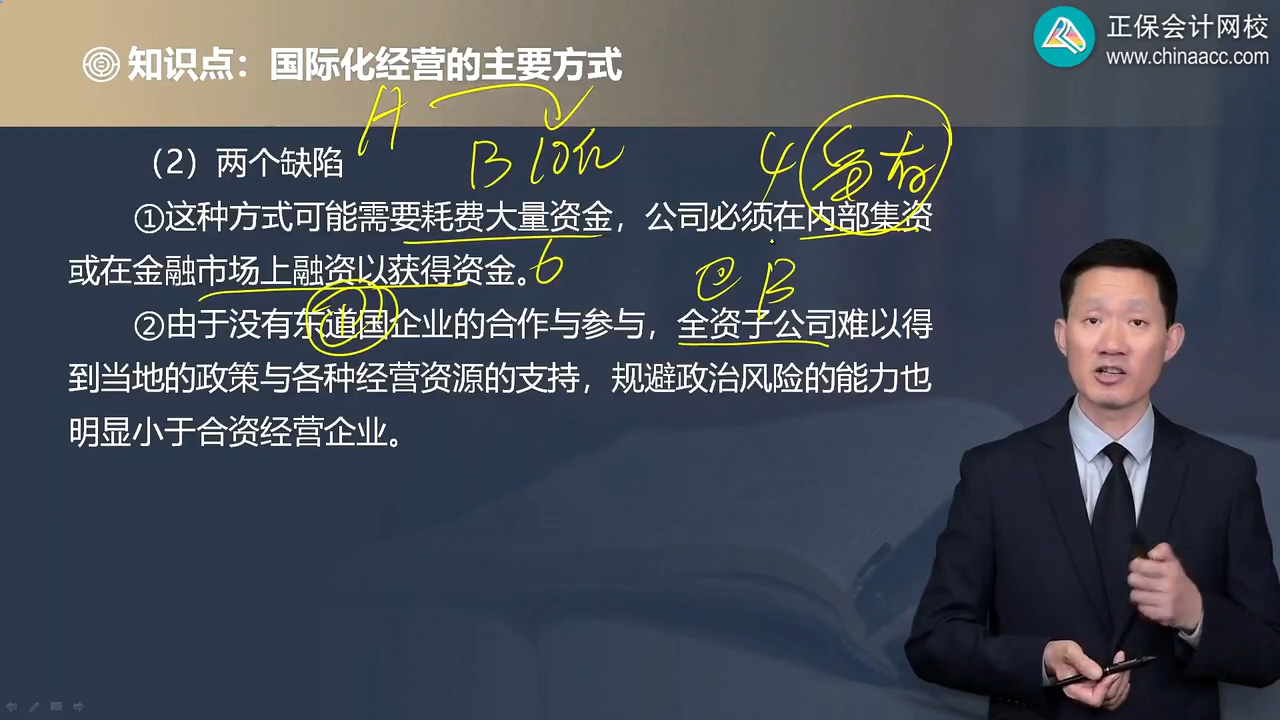 正保会计网校
www.chinaacc.com
知识点：国际化经营的主要方式
A
B 10亿
4 留存
（2）两个缺陷
①这种方式可能需要耗费大量资金，公司必须在内部集资
或在金融市场上融资以获得资金。
6
B
②由于没有东道国企业的合作与参与，全资子公司难以得
到当地的政策与各种经营资源的支持，规避政治风险的能力也
明显小于合资经营企业。